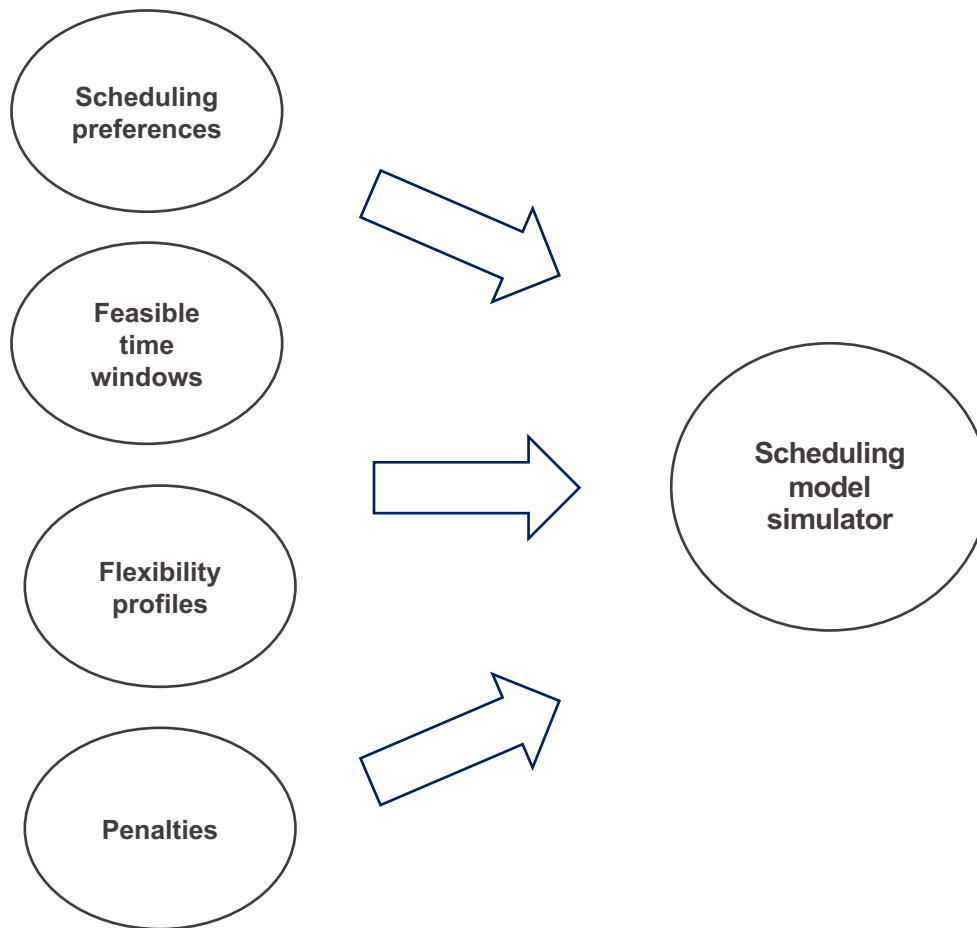 Scheduling
preferences
Feasible
time
windows
Flexibility
profiles
Penalties
Scheduling
model
simulator